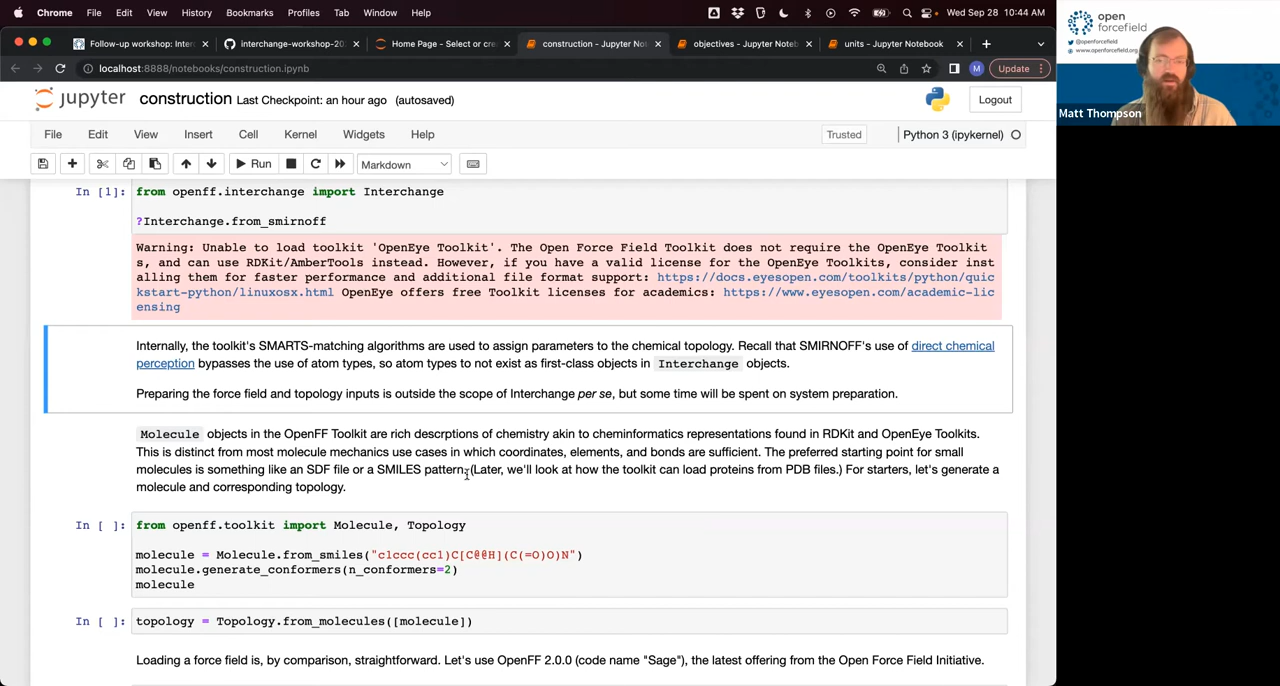 Chrome File Edit View History Bookmarks Profiles Tab Window Help Wed Sep 28 10:44 AM
Follow-up workshop: Inter interchange-workshop-202 Home Page - Select or crea construction - Jupyter Not objectives - Jupyter Noteb units - Jupyter Notebook
localhost:8888/notebooks/construction.ipynb M Update
jupyter construction Last Checkpoint: an hour ago (autosaved) Logout
File Edit View Insert Cell Kernel Widgets Help Trusted Python 3 (ipykernel)
Run Markdown
In [1]: from openff.interchange import Interchange
?Interchange.from_smirnoff
Warning: Unable to load toolkit 'OpenEye Toolkit'. The Open Force Field Toolkit does not require the OpenEye Toolkit
s, and can use RDKit/AmberTools instead. However, if you have a valid license for the OpenEye Toolkits, consider inst
alling them for faster performance and additional file format support: https://docs.eyesopen.com/toolkits/python/quic
kstart-python/linuxosx.html OpenEye offers free Toolkit licenses for academics: https://www.eyesopen.com/academic-lic
ensing
Internally, the toolkit's SMARTS-matching algorithms are used to assign parameters to the chemical topology. Recall that SMIRNOFF's use of direct chemical
perception bypasses the use of atom types, so atom types to not exist as first-class objects in Interchange objects.
Preparing the force field and topology inputs is outside the scope of Interchange per se, but some time will be spent on system preparation.
Molecule objects in the OpenFF Toolkit are rich descrptions of chemistry akin to cheminformatics representations found in RDKit and OpenEye Toolkits.
This is distinct from most molecule mechanics use cases in which coordinates, elements, and bonds are sufficient. The preferred starting point for small
molecules is something like an SDF file or a SMILES pattern. (Later, we'll look at how the toolkit can load proteins from PDB files.) For starters, let's generate a
molecule and corresponding topology.
In [ ]: from openff.toolkit import Molecule, Topology
molecule = Molecule.from_smiles("c1ccc(cc1)C[C@@H](C(=O)O)N")
molecule.generate_conformers(n_conformers=2)
molecule
In [ ]: topology = Topology.from_molecules([molecule])
Loading a force field is, by comparison, straightforward. Let's use OpenFF 2.0.0 (code name "Sage"), the latest offering from the Open Force Field Initiative.
open
forcefield
@openforcefield
www.openforcefield.org
Matt Thompson